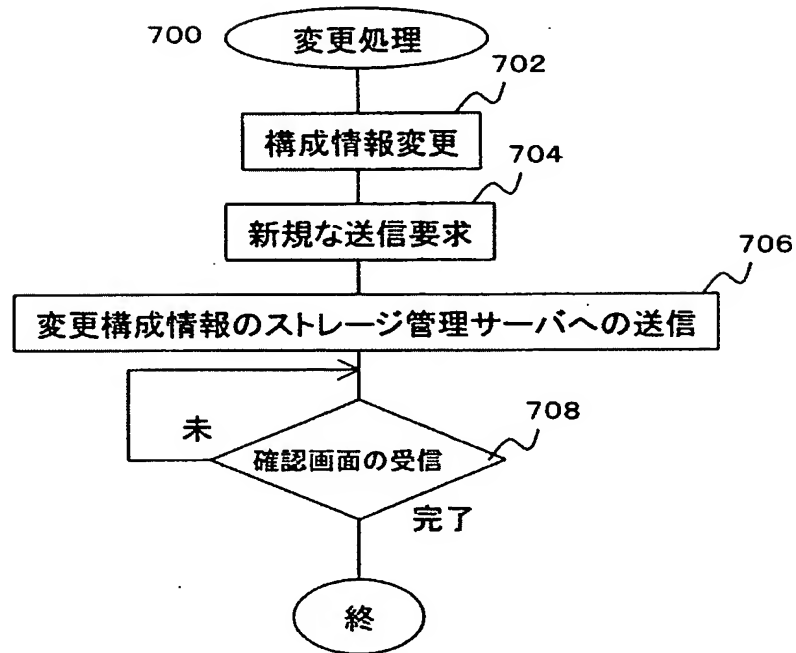 700
変更処理
702
構成情報変更
704
新規な送信要求
706
変更構成情報のストレージ管理サーバへの送信
未
確認画面の受信
708
完了
終